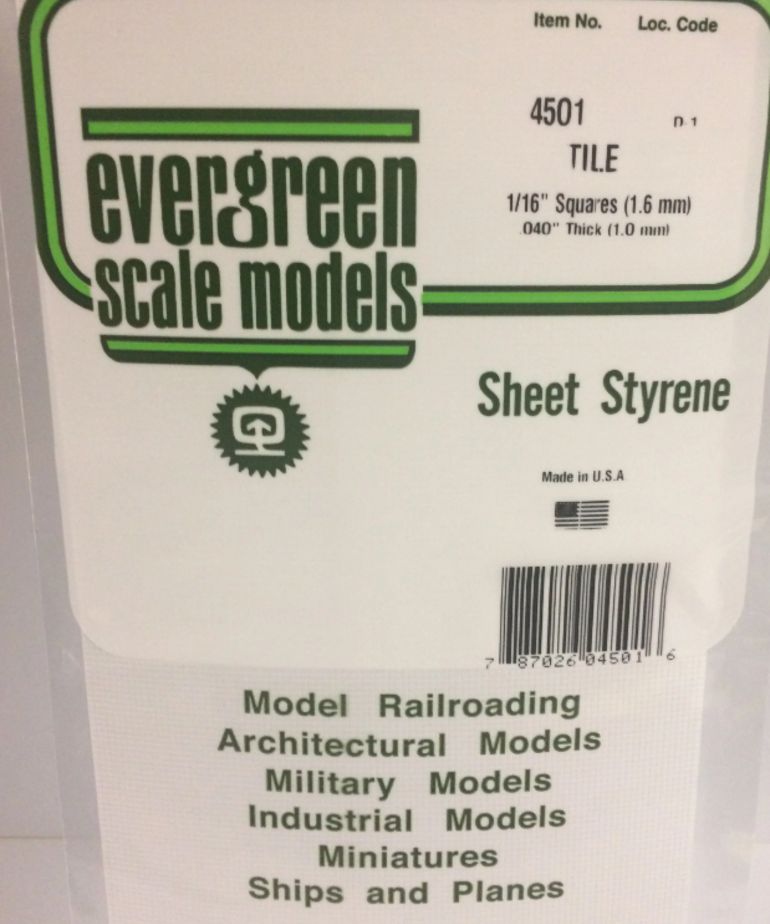 Item No. Loc. Code
4501 D 1
TILE
1/16" Squares (1.6 mm)
.040" Thick (1.0 mm)
evergreen
scale models
Sheet Styrene
Made in U.S.A
7 87026 04501 6
Model Railroading
Architectural Models
Military Models
Industrial Models
Miniatures
Ships and Planes